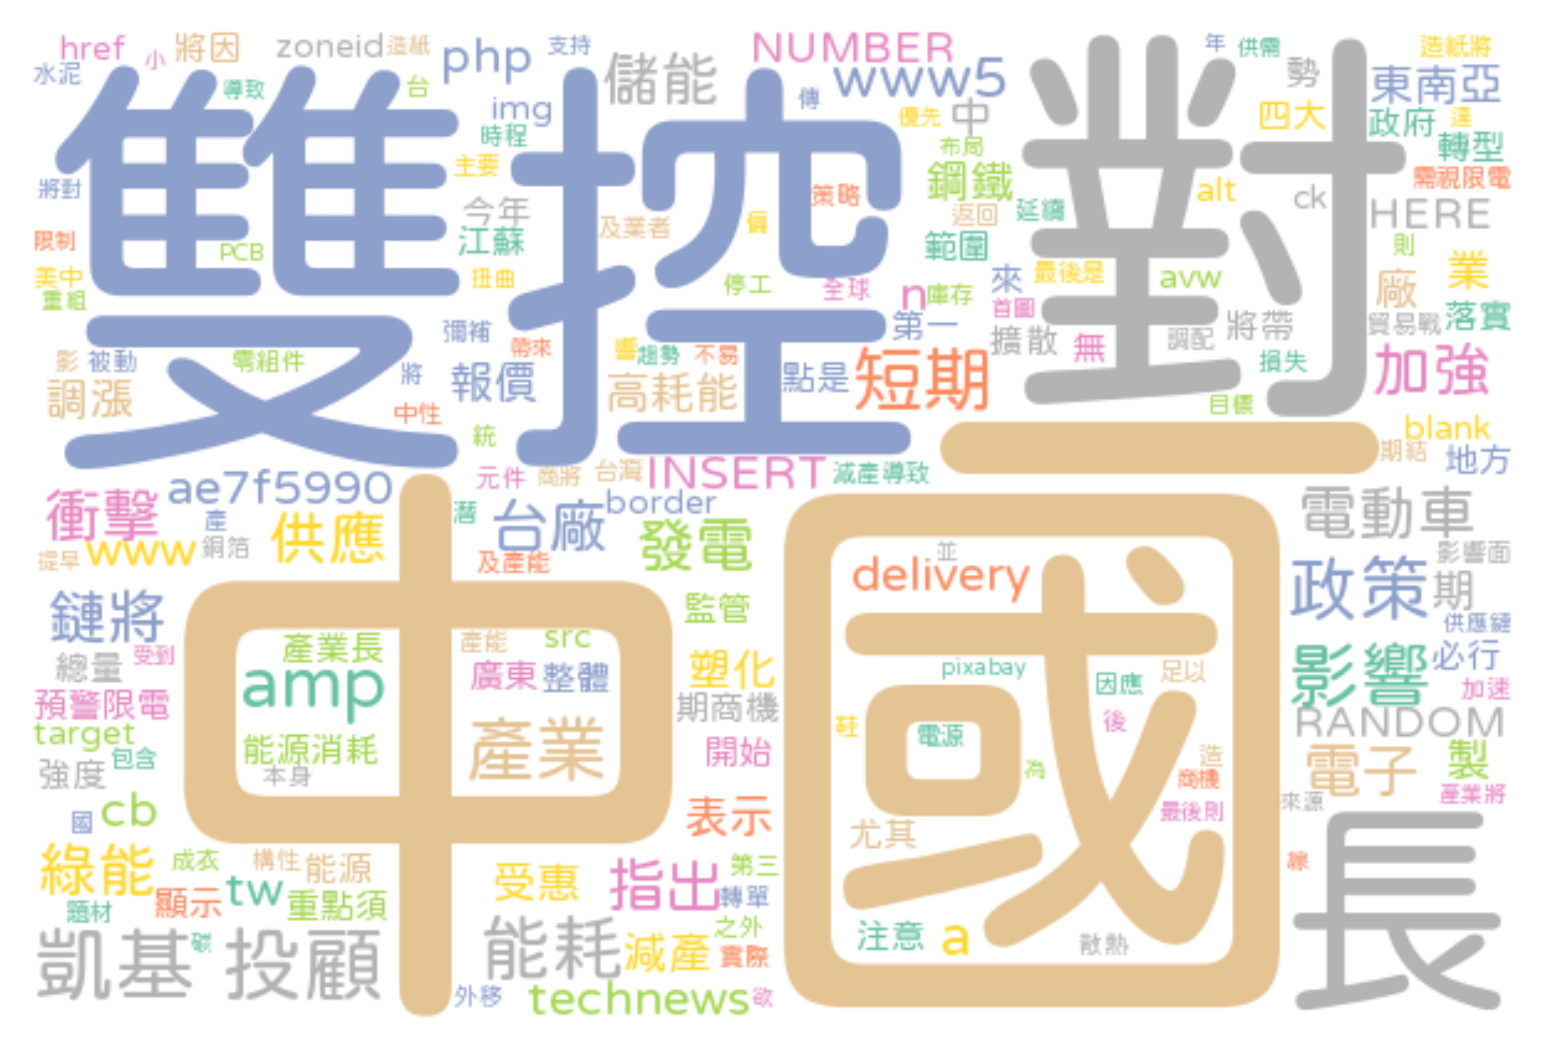 href
小
將因
zoneid
造紙
php
支持
NUMBER
年
供需
造紙將
水泥
導致
台
img
儲能
傳
www5
勢
東南亞
雙控
對
時程
優先
中
四大
政府
達
將對
主要
布局
鋼鐵
轉型
需視限電
今年
策略
返回
延續
alt
ck
HERE
限制
PCB
江蘇
及業者
範圍
則
美中
重組
扭曲
停工
全球
n
庫存
來
最後是
avw
廠
業
首圖
第一
擴散
無
調配
將帶
貿易戰
落實
彌補
帶來
響
趨勢
不易
影
被動
零組件
將
報價
高耗能
點是
短期
損失
加強
調漲
中性
目標
統
一
blank
期結
地方
元件
商將
台灣
INSERT
減產導致
ae7f5990
衝擊
產
潛
台廠
border
電動車
提早
www
銅箔
供應
及產能
發電
並
delivery
影響面
中國
鏈將
監管
政策
期
供應鏈
總量
受到
產業長
產能
src
塑化
pixabay
因應
足以
影響
必行
amp
廣東
整體
期商機
加速
預警限電
target
包含
能源消耗
本身
產業
開始
鞋
電源
後
RANDOM
強度
為
造
商機
電子
製
國
cb
表示
尤其
最後則
來源
產業將
綠能
成衣
構性
能源
受惠
指出
第三
線
長
題材
顯示
tw
重點須
轉單
凱基
投顧
能耗
減產
之外
實際
注意
a
散熱
外移
technews
欲